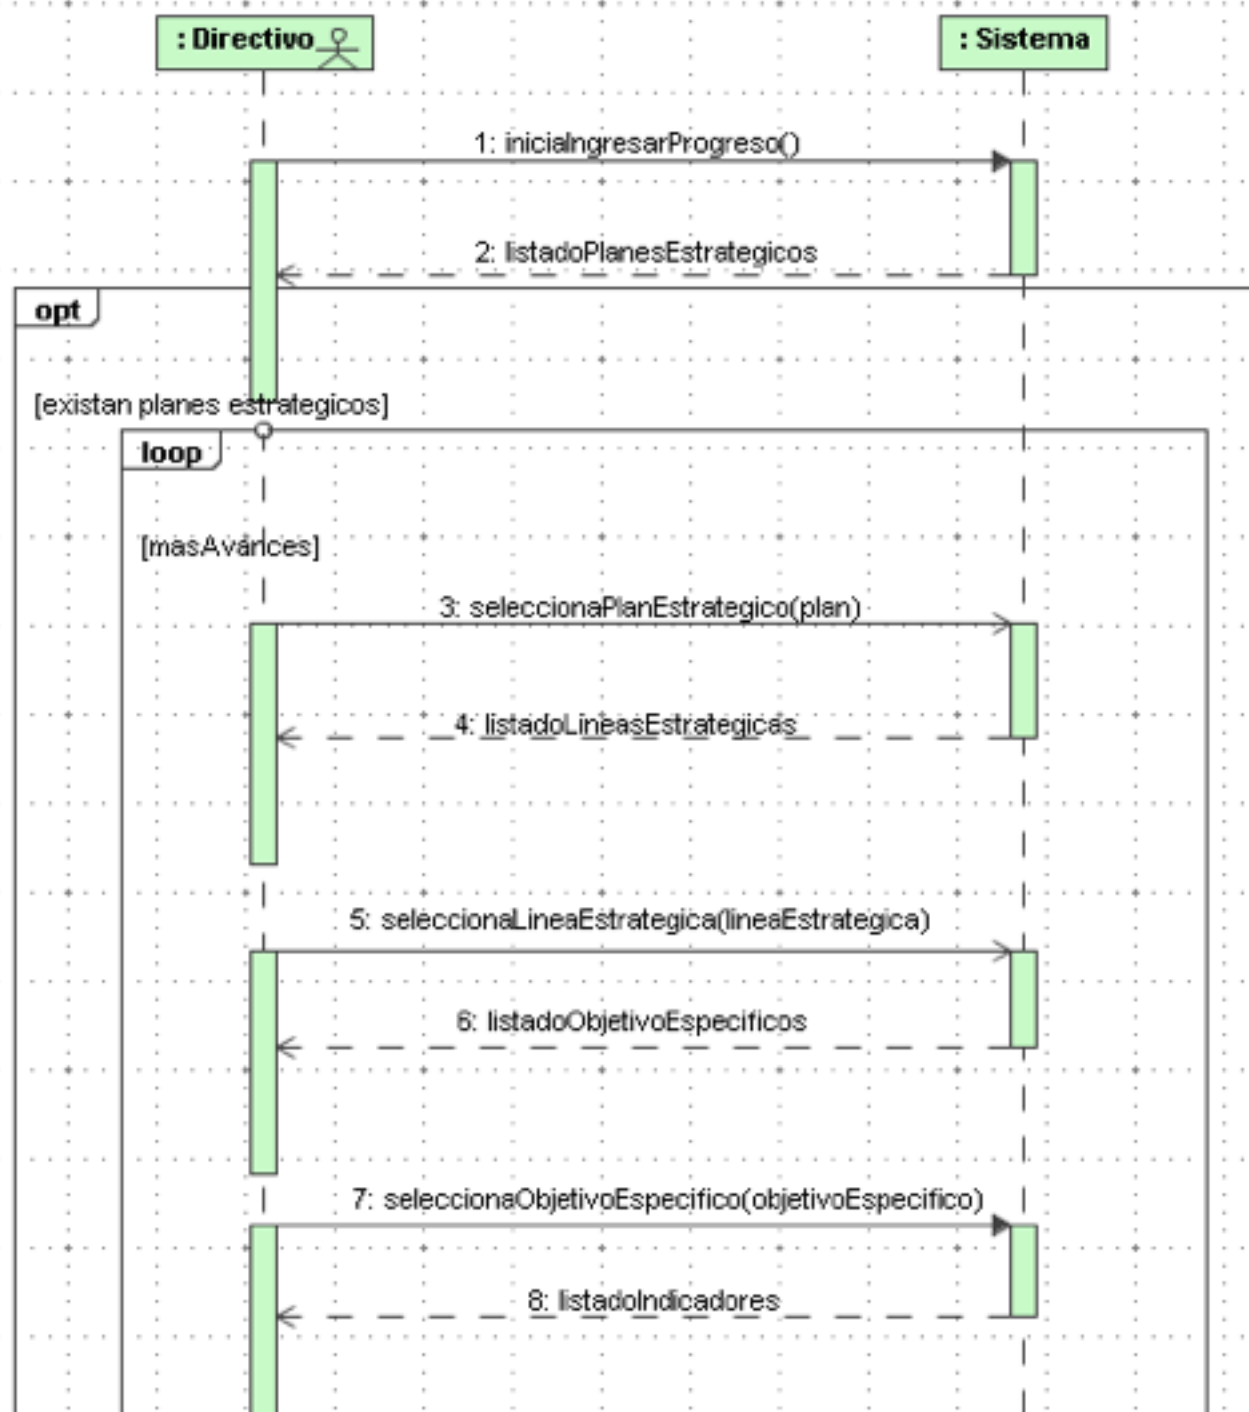 : Directivo
: Sistema
1: iniciaIngresarProgreso()
2: listadoPlanesEstrategicos
opt
[existan planes estrategicos]
loop
[masAvances]
3: seleccionaPlanEstrategico(plan)
4: listadoLineasEstrategicas
5: seleccionaLineaEstrategica(lineaEstrategica)
6: listadoObjetivoEspecificos
7: seleccionaObjetivoEspecifico(objetivoEspecifico)
8: listadoIndicadores